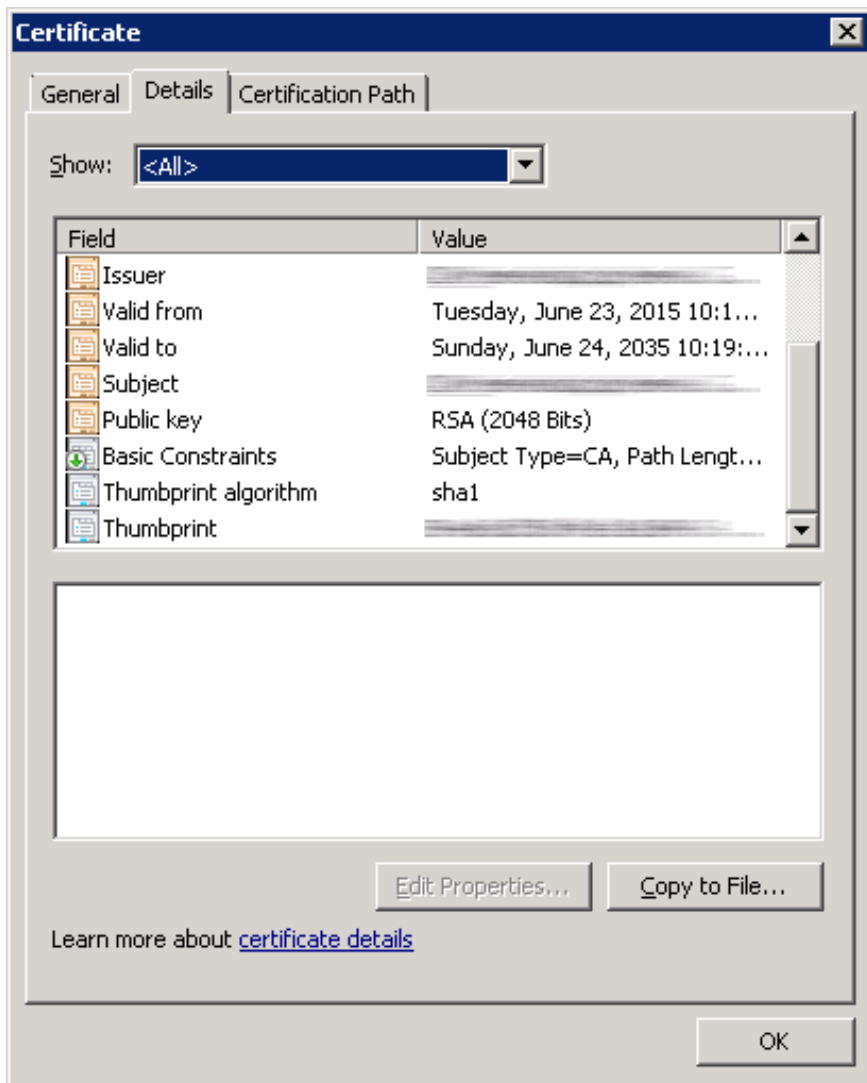 Certificate
General Details Certification Path
Show: <All>
Field Value
Issuer
Valid from Tuesday, June 23, 2015 10:1...
Valid to Sunday, June 24, 2035 10:19:...
Subject
Public key RSA (2048 Bits)
Basic Constraints Subject Type=CA, Path Lengt...
Thumbprint algorithm sha1
Thumbprint
Edit Properties... Copy to File...
Learn more about certificate details
OK